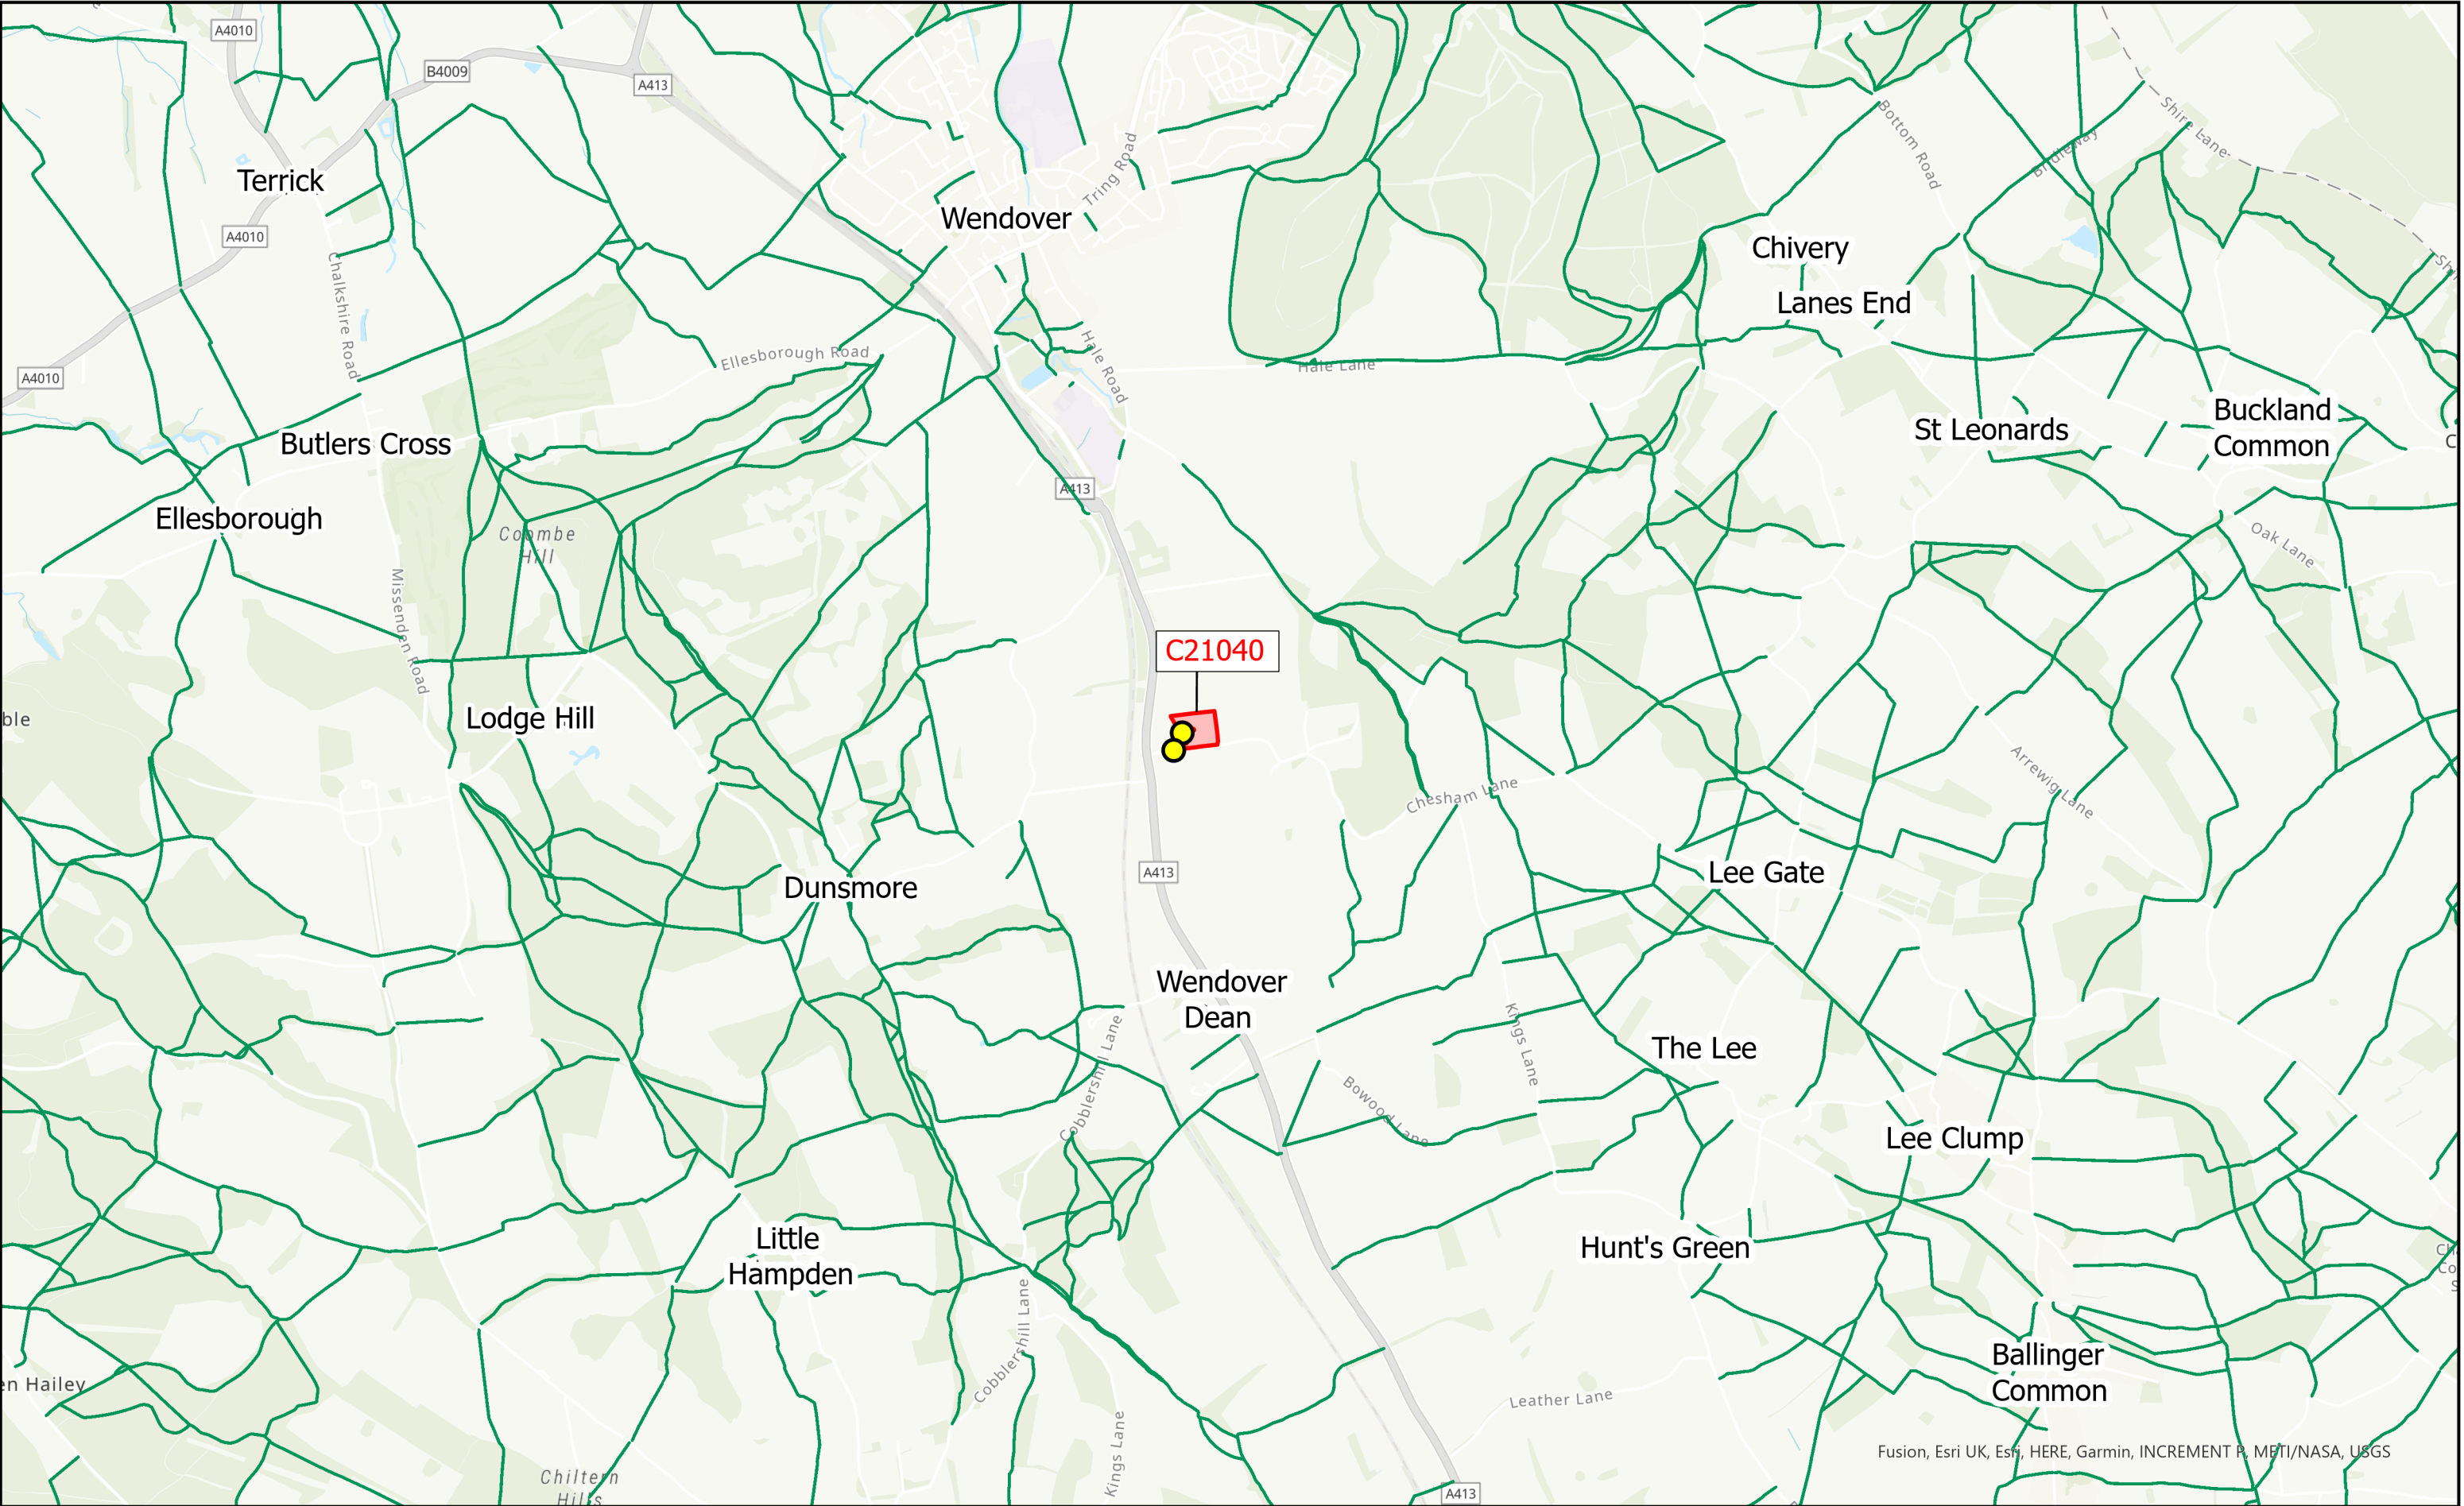 A4010
B4009
A413
Terrick
Wendover
Tring Road
Bottom Road
Shire Lane
Bridleway
A4010
Chivery
Lanes End
Chalkshire Road
Ellesborough Road
Hale Road
Hale Lane
A4010
Butlers Cross
St Leonards
Buckland
Common
A413
Ellesborough
Coombe
Hill
Oak Lane
Missenden Road
C21040
ble
Lodge Hill
Arrewig Lane
Chesham Lane
A413
Lee Gate
Dunsmore
Wendover
Dean
Kings Lane
Cobblershill Lane
The Lee
Bowood Lane
Lee Clump
Little
Hampden
Hunt's Green
Cobblershill Lane
Ballinger
Common
en Hailey
Leather Lane
Kings Lane
Chiltern
Hills
A413
Fusion, Esri UK, Esri, HERE, Garmin, INCREMENT P, METI/NASA, USGS